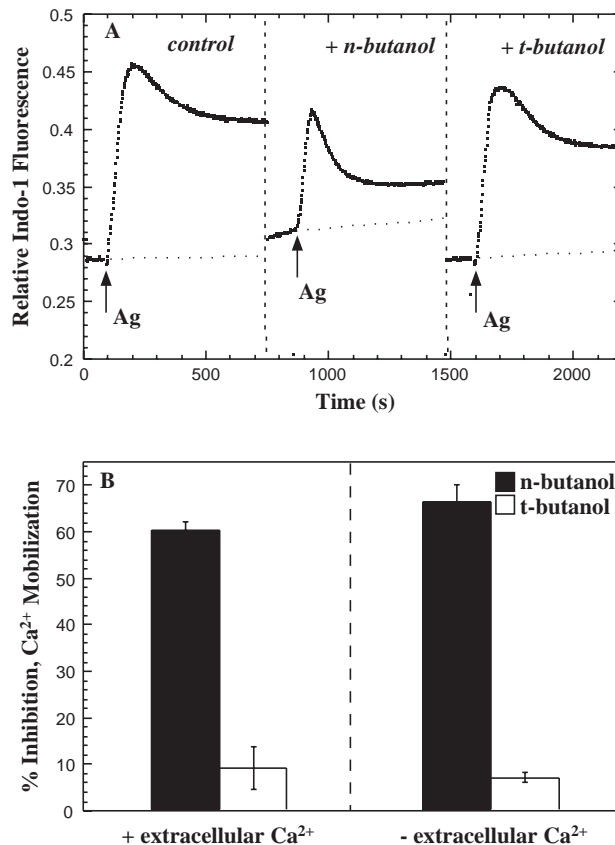 0.5
A
control
+ n-butanol
+ t-butanol
0.45
0.4
0.35
0.3
0.25
0.2
Relative Indo-1 Fluorescence
Ag
Ag
Ag
0
500
1000
1500
2000
Time (s)
B
n-butanol
t-butanol
70
60
50
40
30
20
10
0
% Inhibition, Ca²⁺ Mobilization
+ extracellular Ca²⁺
- extracellular Ca²⁺